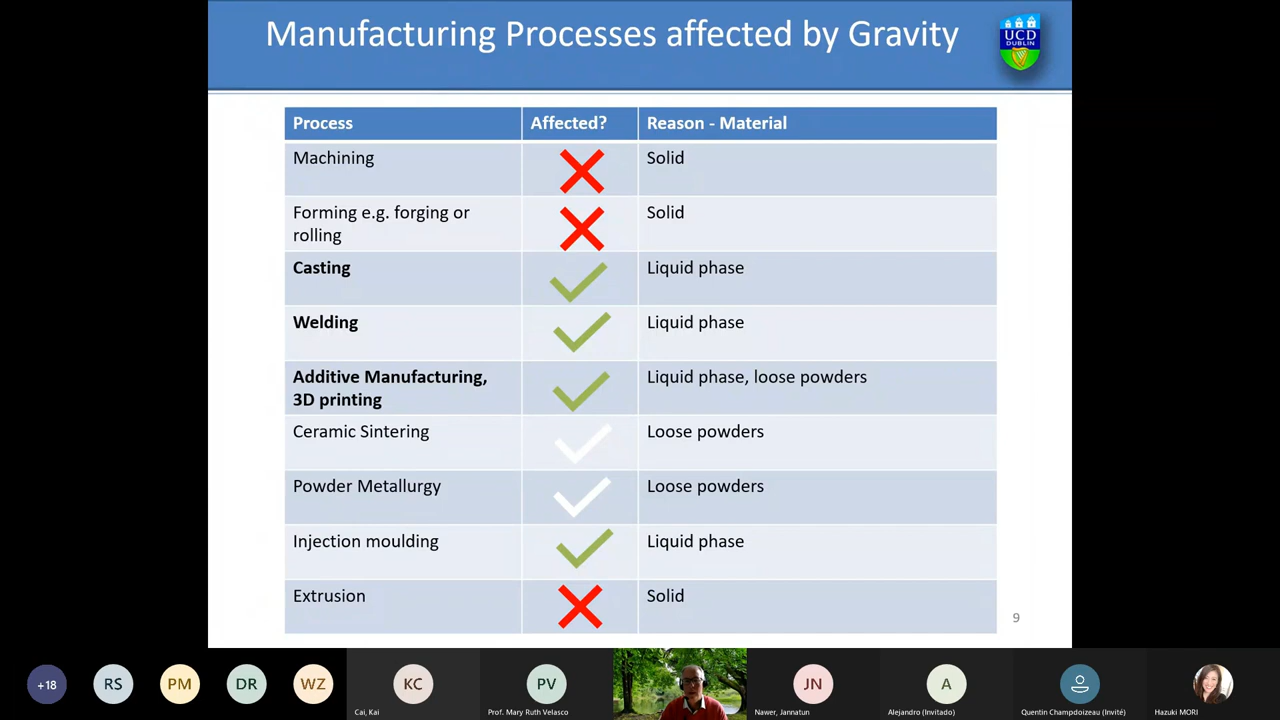 Manufacturing Processes affected by Gravity
UCD
DUBLIN
Process Affected? Reason - Material
Machining Solid
Forming e.g. forging or
rolling Solid
Casting Liquid phase
Welding Liquid phase
Additive Manufacturing,
3D printing Liquid phase, loose powders
Ceramic Sintering Loose powders
Powder Metallurgy Loose powders
Injection moulding Liquid phase
Extrusion Solid
9
+18 RS PM DR WZ KC PV JN A
Cai, Kai Prof. Mary Ruth Velasco Nawer, Jannatun Alejandro (Invitado) Quentin Champdoizeau (Invité) Hazuki MORI